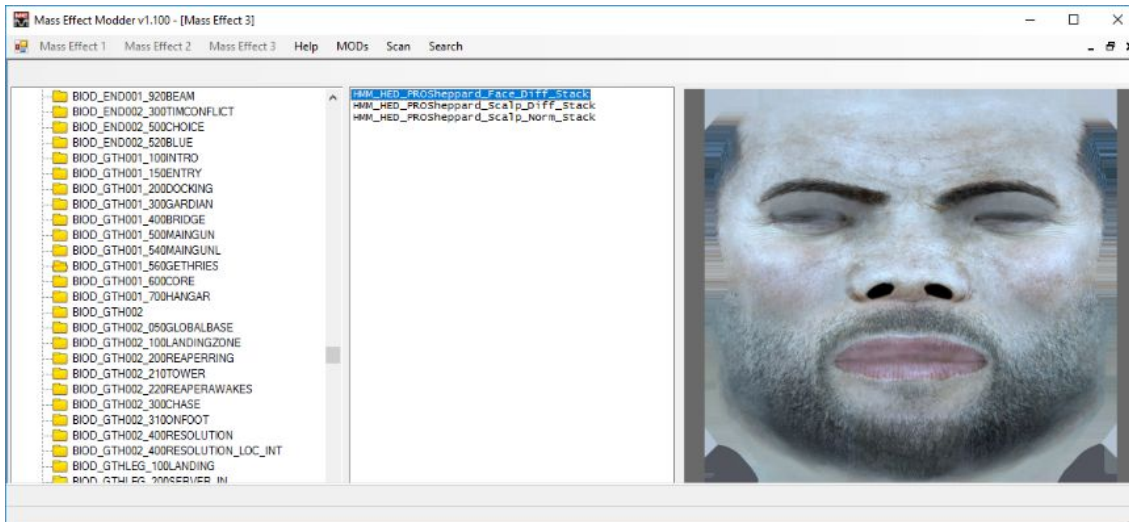 Mass Effect Modder v1.100 - [Mass Effect 3]
Mass Effect 1 Mass Effect 2 Mass Effect 3 Help MODs Scan Search
BIOD_END001_920BEAM
BIOD_END002_300TIMCONFLICT
BIOD_END002_500CHOICE
BIOD_END002_520BLUE
BIOD_GTH001_100INTRO
BIOD_GTH001_150ENTRY
BIOD_GTH001_200DOCKING
BIOD_GTH001_300GARDIAN
BIOD_GTH001_400BRIDGE
BIOD_GTH001_500MAINGUN
BIOD_GTH001_540MAINGUNL
BIOD_GTH001_560GETHRIES
BIOD_GTH001_600CORE
BIOD_GTH001_700HANGAR
BIOD_GTH002
BIOD_GTH002_050GLOBALBASE
BIOD_GTH002_100LANDINGZONE
BIOD_GTH002_200REAPERRING
BIOD_GTH002_210TOWER
BIOD_GTH002_220REAPERAWAKES
BIOD_GTH002_300CHASE
BIOD_GTH002_310ONFOOT
BIOD_GTH002_400RESOLUTION
BIOD_GTH002_400RESOLUTION_LOC_INT
BIOD_GTHLEG_100LANDING
BIOD_GTHLEG_200SERVER_IN
HMM_HED_PROSheppard_Face_Diff_Stack
HMM_HED_PROSheppard_Scalp_Diff_Stack
HMM_HED_PROSheppard_Scalp_Norm_Stack